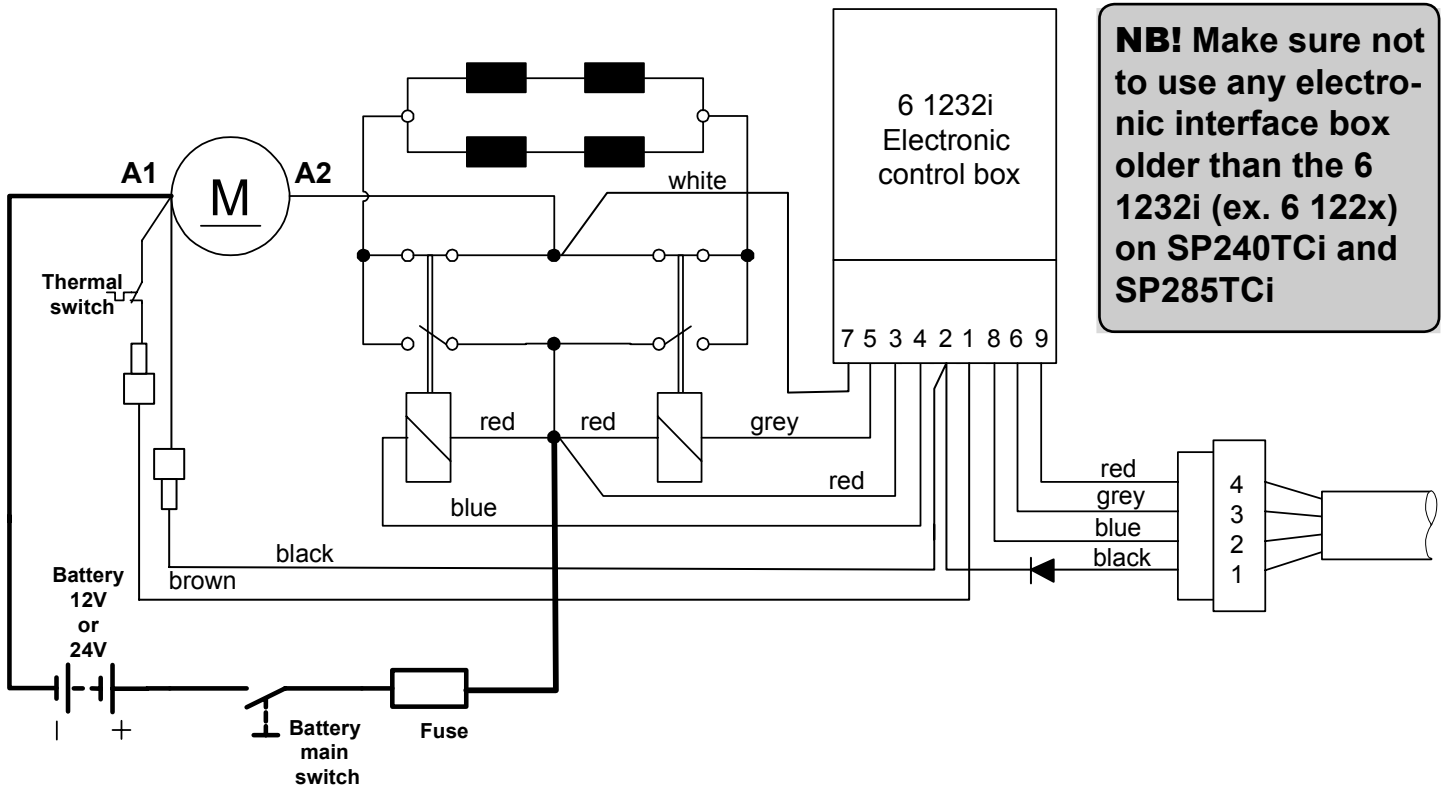 NB! Make sure not
to use any electro-
nic interface box
older than the 6
1232i (ex. 6 122x)
on SP240TCi and
SP285TCi
6 1232i
Electronic
control box
A1
M
A2
white
Thermal
switch
7 5 3 4 2 1 8 6 9
red
red
grey
red
blue
red
grey
blue
black
4
3
2
1
black
brown
Battery
12V
or
24V
Battery
main
switch
Fuse